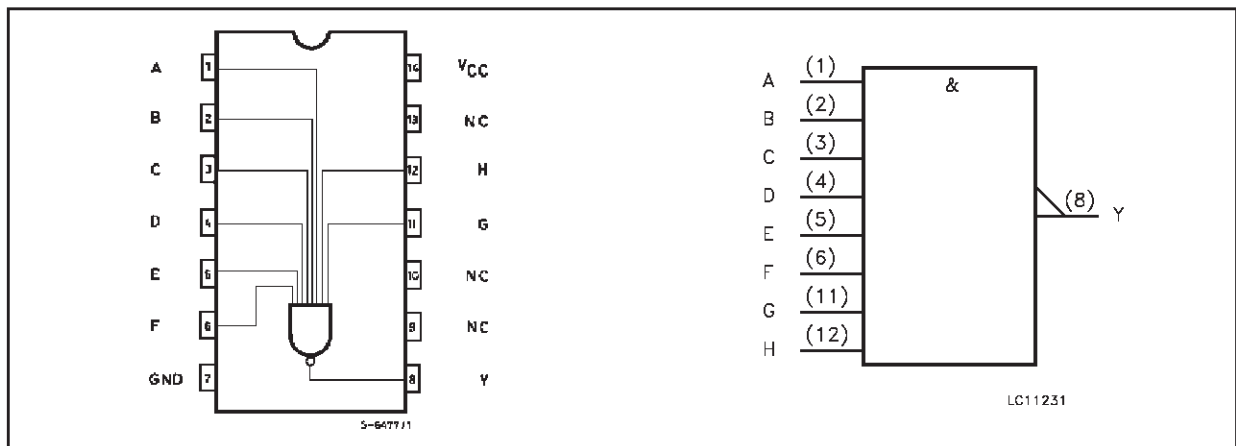 A 1 14 VCC
B 2 13 NC
C 3 12 H
D 4 11 G
E 5 10 NC
F 6 9 NC
GND 7 8 Y
S-6477/1
&
A (1)
B (2)
C (3)
D (4)
E (5)
F (6)
G (11)
H (12)
(8) Y
LC11231